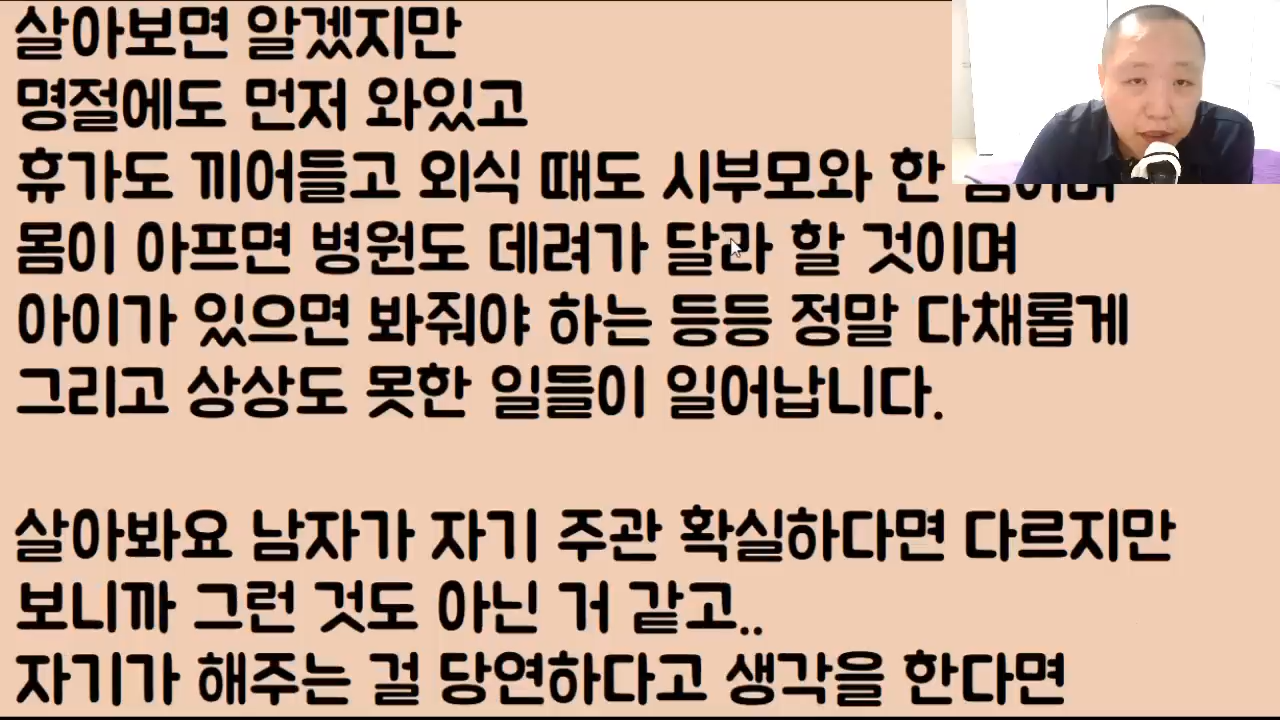 살아보면 알겠지만
명절에도 먼저 와있고
휴가도 끼어들고 외식 때도 시부모와 한
몸이 아프면 병원도 데려가 달라 할 것이며
아이가 있으면 봐줘야 하는 등등 정말 다채롭게
그리고 상상도 못한 일들이 일어납니다.
살아봐요 남자가 자기 주관 확실하다면 다르지만
보니까 그런 것도 아닌 거 같고..
자기가 해주는 걸 당연하다고 생각을 한다면